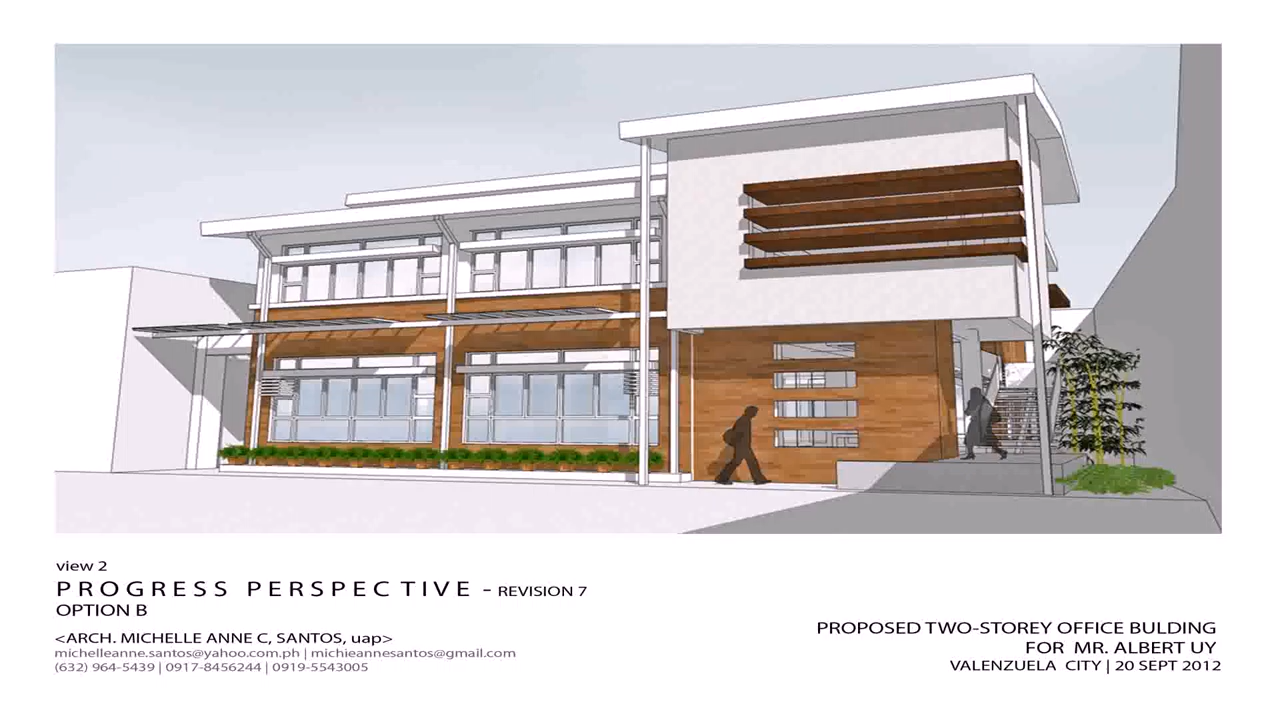 view 2
PROGRESS PERSPECTIVE - REVISION 7
OPTION B
<ARCH. MICHELLE ANNE C, SANTOS, uap>
michelleanne.santos@yahoo.com.ph | michieannesantos@gmail.com
(632) 964-5439 | 0917-8456244 | 0919-5543005
PROPOSED TWO-STOREY OFFICE BULDING
FOR MR. ALBERT UY
VALENZUELA CITY | 20 SEPT 2012